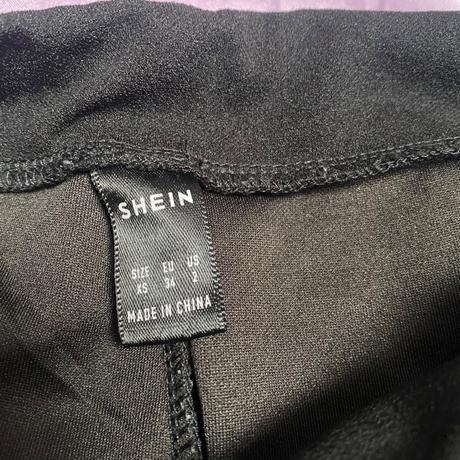 SHEIN
SIZE EU US
XS 34 2
MADE IN CHINA